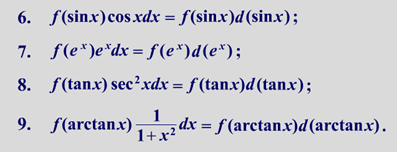 6. f(sinx)cosxdx = f(sinx)d(sinx);
7. f(eˣ)eˣdx = f(eˣ)d(eˣ);
8. f(tanx) sec²xdx = f(tanx)d(tanx);
9. f(arctanx) 1/(1+x²) dx = f(arctanx)d(arctanx).